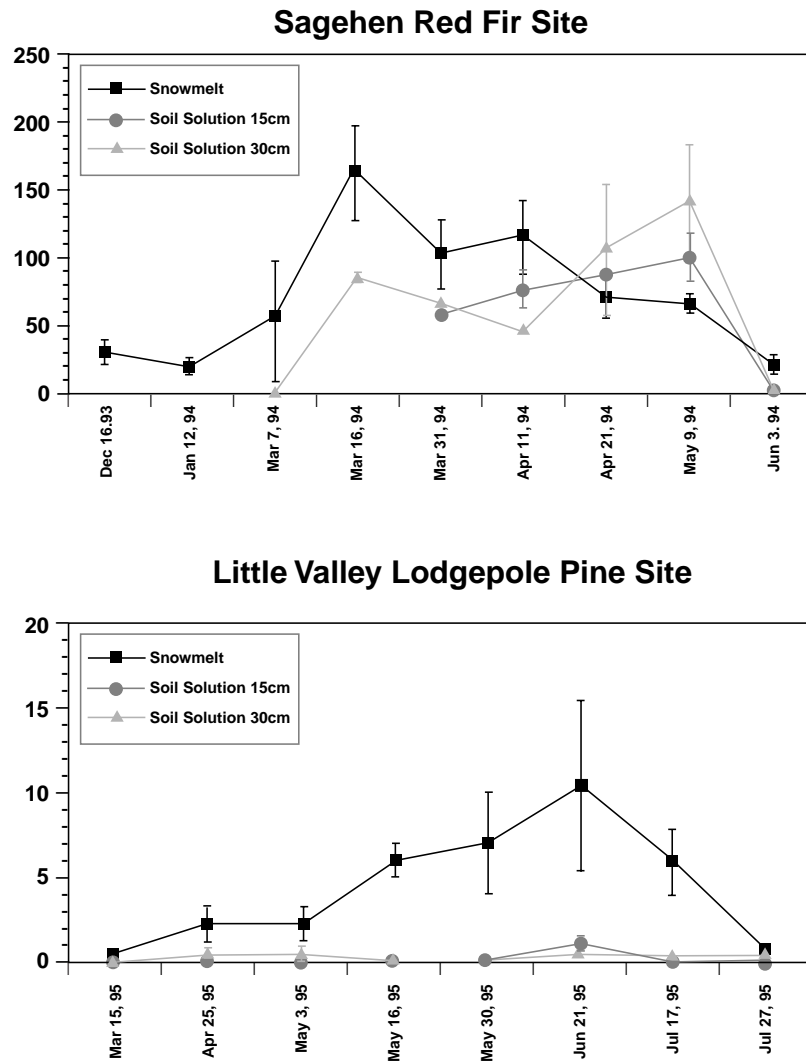 Sagehen Red Fir Site
250
200
150
100
50
0
Snowmelt
Soil Solution 15cm
Soil Solution 30cm
Dec 16.93
Jan 12, 94
Mar 7, 94
Mar 16, 94
Mar 31, 94
Apr 11, 94
Apr 21, 94
May 9, 94
Jun 3. 94
Little Valley Lodgepole Pine Site
20
15
10
5
0
Snowmelt
Soil Solution 15cm
Soil Solution 30cm
Mar 15, 95
Apr 25, 95
May 3, 95
May 16, 95
May 30, 95
Jun 21, 95
Jul 17, 95
Jul 27, 95